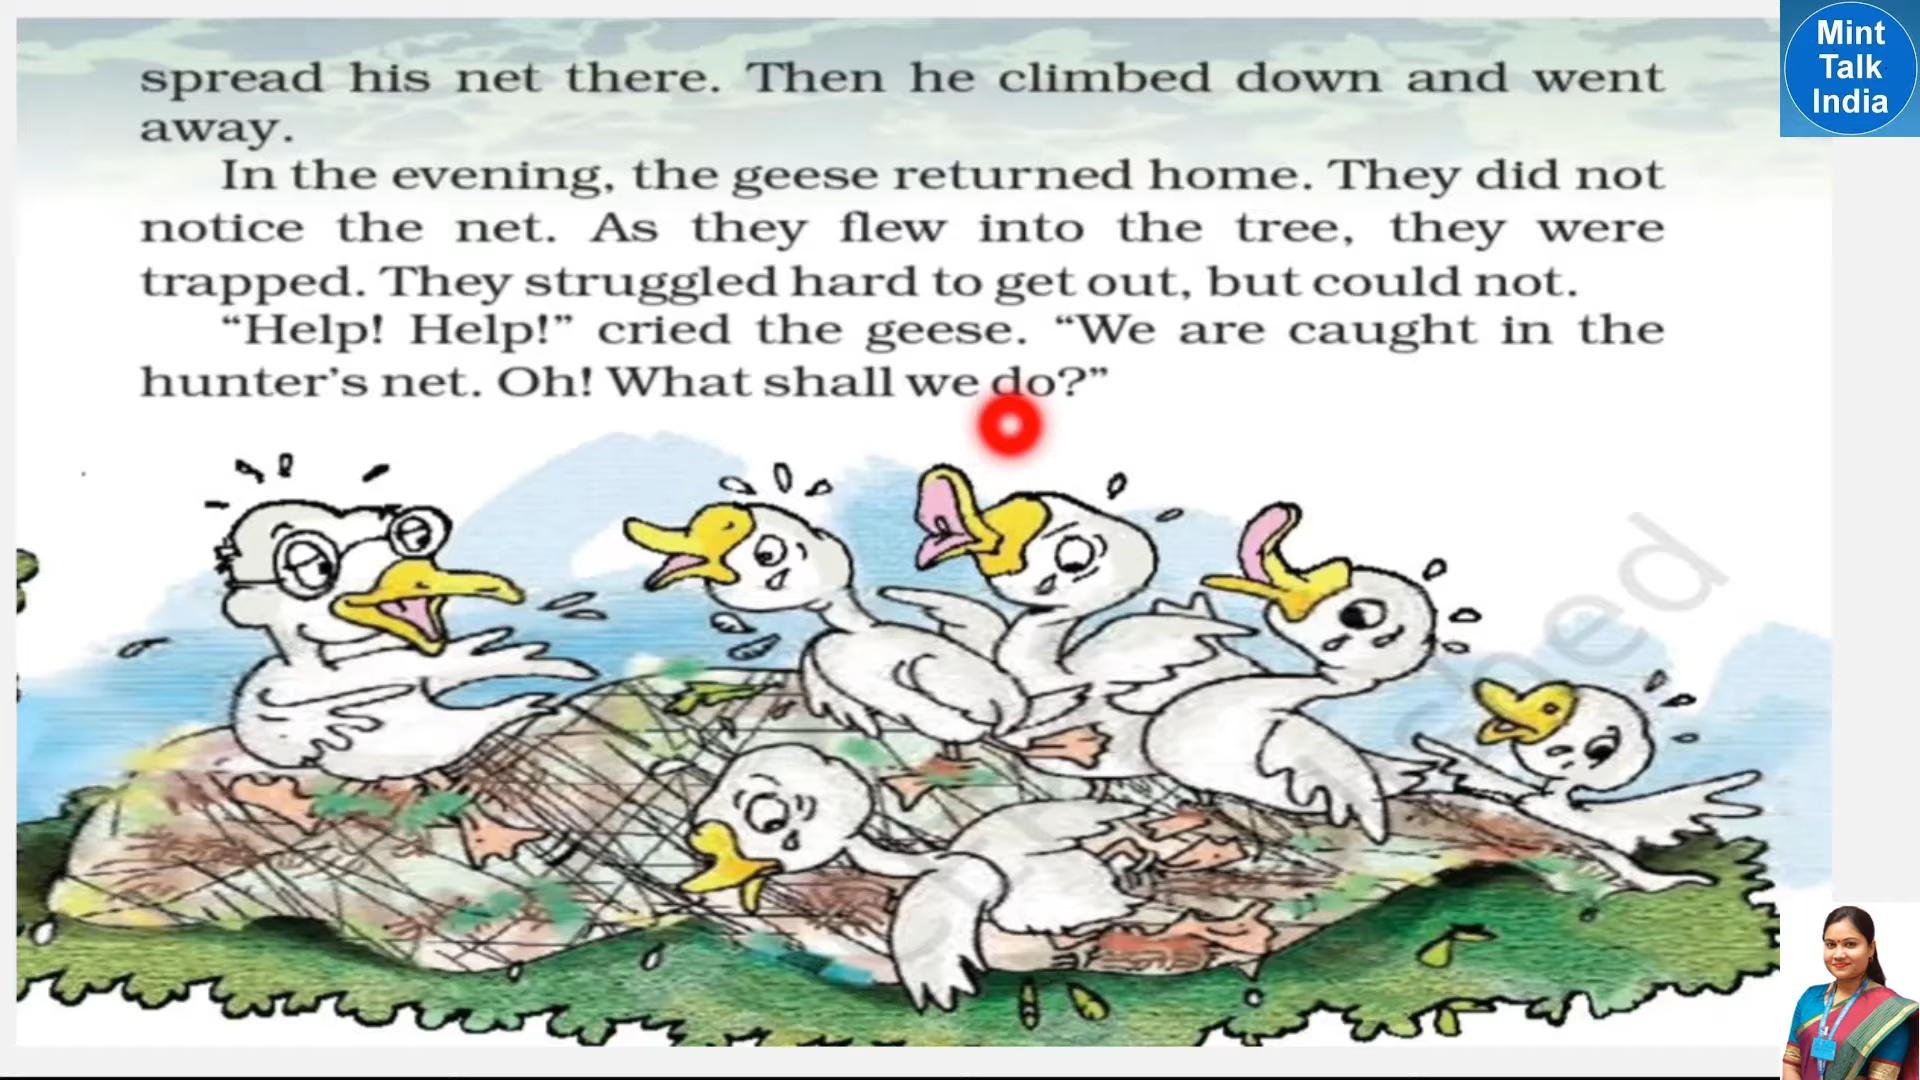 Mint
Talk
India
spread his net there. Then he climbed down and went
away.
In the evening, the geese returned home. They did not
notice the net. As they flew into the tree, they were
trapped. They struggled hard to get out, but could not.
“Help! Help!” cried the geese. “We are caught in the
hunter’s net. Oh! What shall we do?”